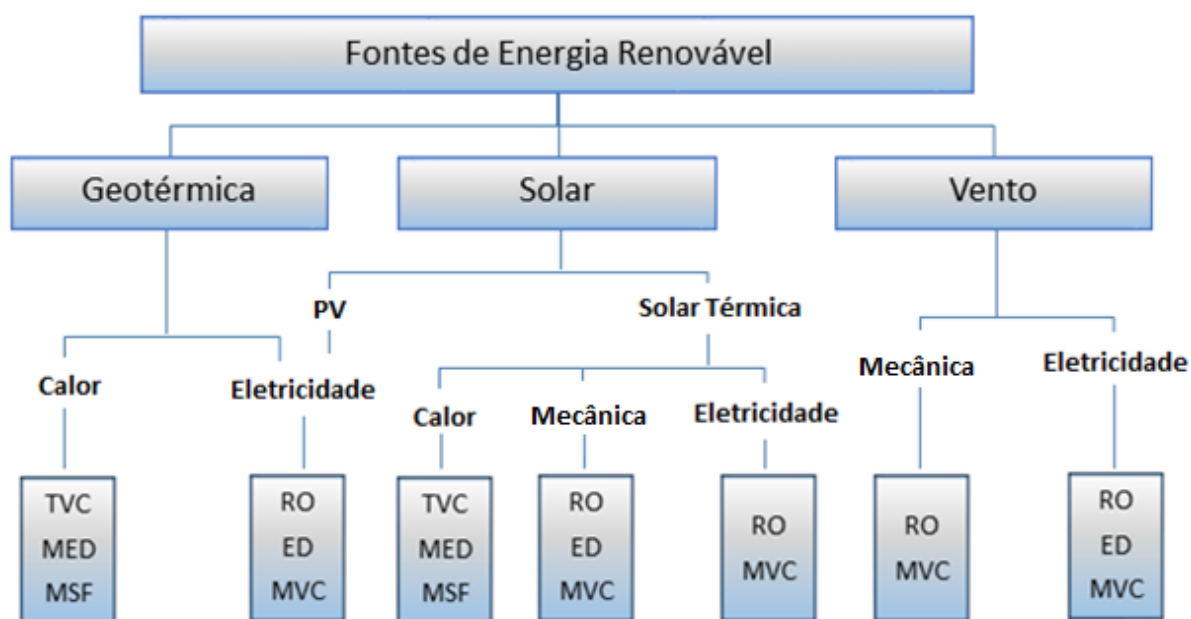 Fontes de Energia Renovável
Geotérmica
Solar
Vento
PV
Solar Térmica
Calor
Eletricidade
Calor
Mecânica
Eletricidade
Mecânica
Eletricidade
TVC
MED
MSF
RO
ED
MVC
TVC
MED
MSF
RO
ED
MVC
RO
MVC
RO
MVC
RO
ED
MVC